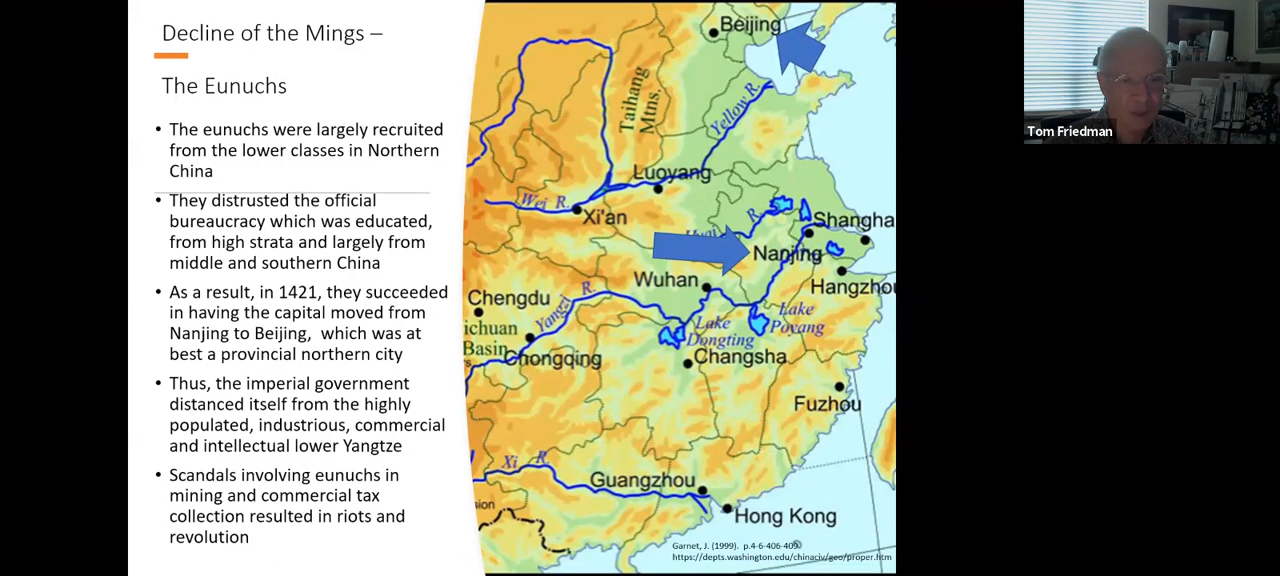 Decline of the Mings –
The Eunuchs
• The eunuchs were largely recruited
from the lower classes in Northern
China
• They distrusted the official
bureaucracy which was educated,
from high strata and largely from
middle and southern China
• As a result, in 1421, they succeeded
in having the capital moved from
Nanjing to Beijing, which was at
best a provincial northern city
• Thus, the imperial government
distanced itself from the highly
populated, industrious, commercial
and intellectual lower Yangtze
• Scandals involving eunuchs in
mining and commercial tax
collection resulted in riots and
revolution
Beijing
Taihang
Mtns.
Yellow R.
Luoyang
Wei R.
Xi'an
R.
Shangha
Nanjing
Wuhan
Hangzhou
Chengdu
Yangzi R.
ichuan
Basin
Chongqing
Lake
Dongting
Lake
Poyang
Changsha
Fuzhou
Xi R.
Guangzhou
Hong Kong
sion
Garnet, J. (1999). p.4-6-406-409.
https://depts.washington.edu/chinaciv/geo/proper.htm
Tom Friedman